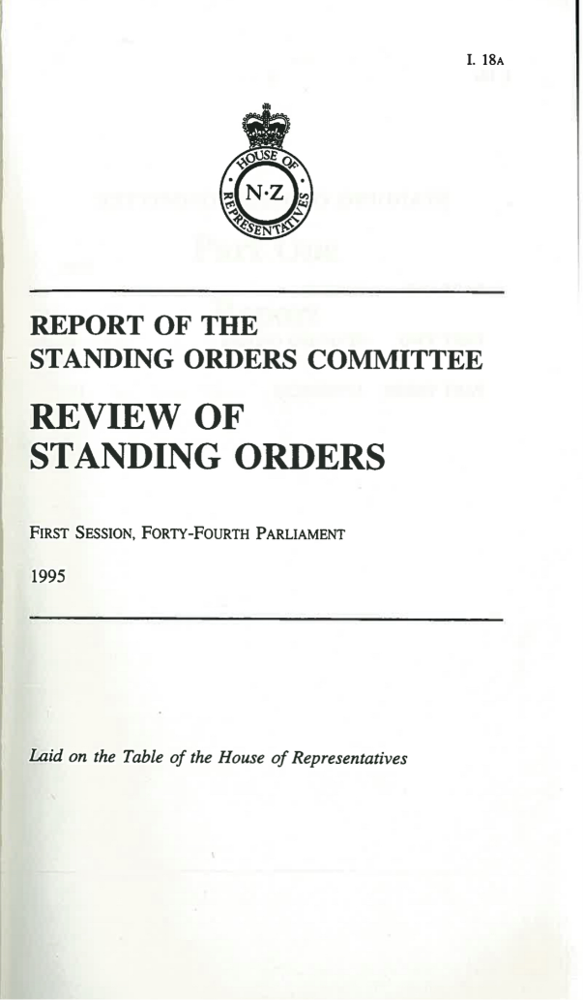 I. 18A
HOUSE OF
N·Z
REPRESENTATIVES
REPORT OF THE
STANDING ORDERS COMMITTEE
REVIEW OF
STANDING ORDERS
FIRST SESSION, FORTY-FOURTH PARLIAMENT
1995
Laid on the Table of the House of Representatives